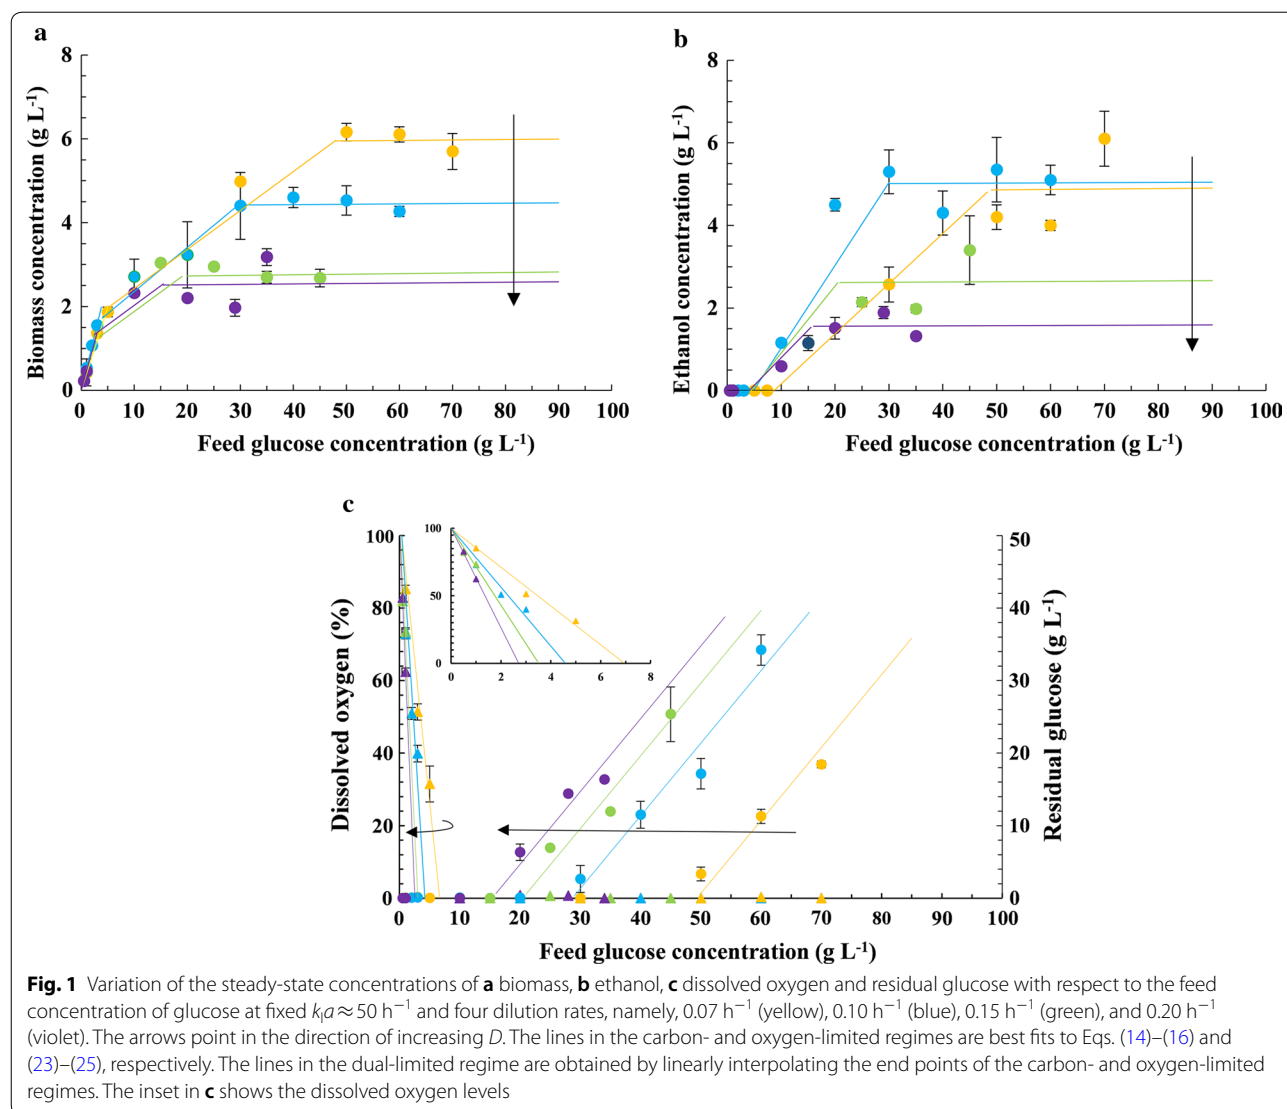 a
8
6
4
2
0
0 10 20 30 40 50 60 70 80 90 100
Biomass concentration (g L⁻¹)
Feed glucose concentration (g L⁻¹)
b
8
6
4
2
0
0 10 20 30 40 50 60 70 80 90 100
Ethanol concentration (g L⁻¹)
Feed glucose concentration (g L⁻¹)
c
100
80
60
40
20
0
Dissolved oxygen (%)
100
50
0
0 2 4 6 8
50
40
30
20
10
0
Residual glucose (g L⁻¹)
0 10 20 30 40 50 60 70 80 90 100
Feed glucose concentration (g L⁻¹)
Fig. 1 Variation of the steady-state concentrations of a biomass, b ethanol, c dissolved oxygen and residual glucose with respect to the feed
concentration of glucose at fixed kₗa ≈ 50 h⁻¹ and four dilution rates, namely, 0.07 h⁻¹ (yellow), 0.10 h⁻¹ (blue), 0.15 h⁻¹ (green), and 0.20 h⁻¹
(violet). The arrows point in the direction of increasing D. The lines in the carbon- and oxygen-limited regimes are best fits to Eqs. (14)–(16) and
(23)–(25), respectively. The lines in the dual-limited regime are obtained by linearly interpolating the end points of the carbon- and oxygen-limited
regimes. The inset in c shows the dissolved oxygen levels